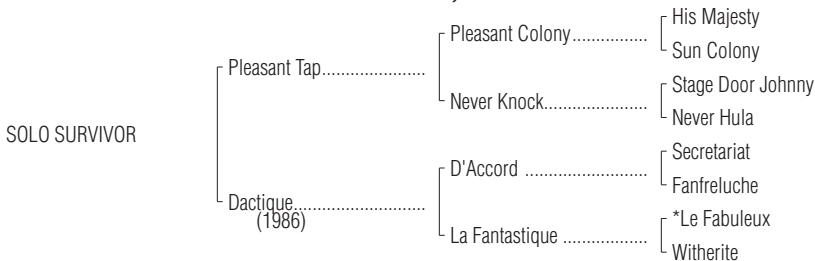 His Majesty
Pleasant Colony................
Sun Colony
Pleasant Tap......................
Stage Door Johnny
Never Knock......................
Never Hula
SOLO SURVIVOR
Secretariat
D'Accord ..........................
Fanfreluche
Dactique............................
(1986)
*Le Fabuleux
La Fantastique ..................
Witherite